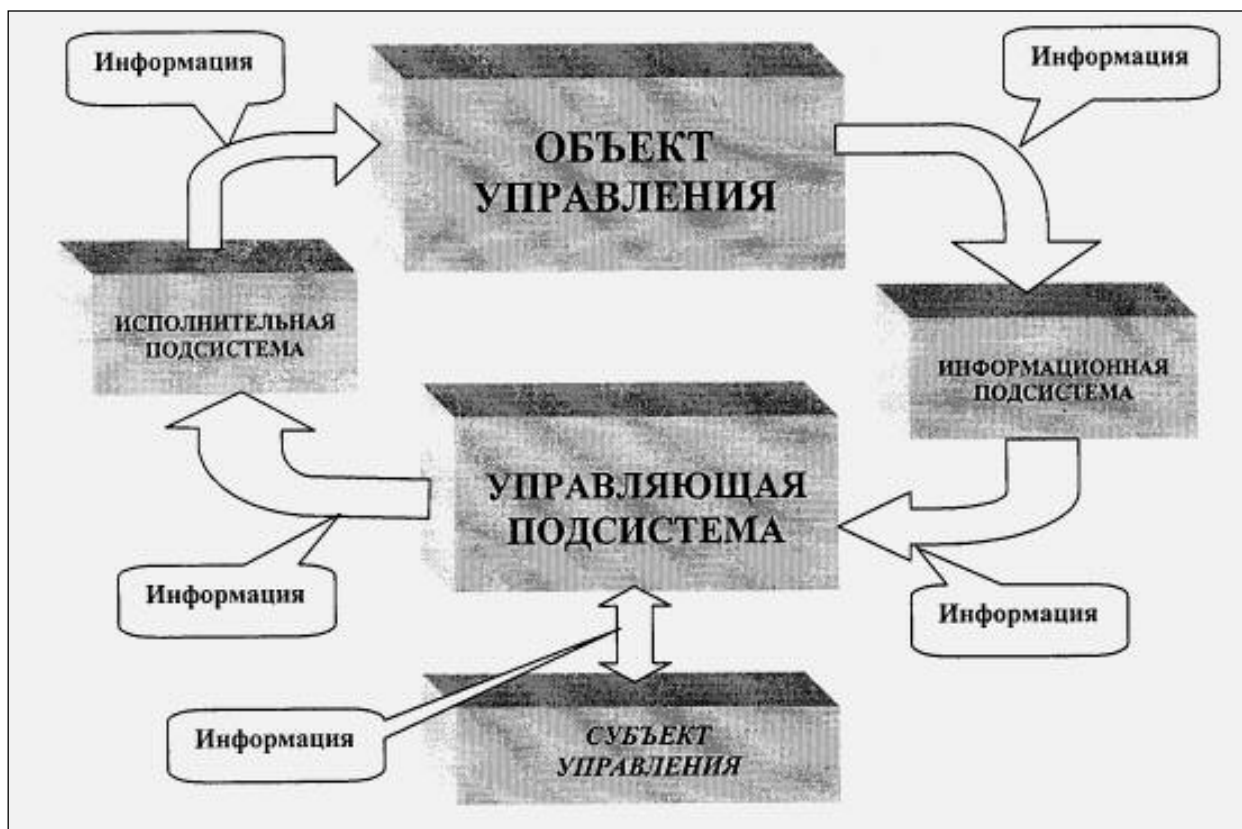 Информация
Информация
ОБЪЕКТ
УПРАВЛЕНИЯ
ИСПОЛНИТЕЛЬНАЯ
ПОДСИСТЕМА
ИНФОРМАЦИОННАЯ
ПОДСИСТЕМА
УПРАВЛЯЮЩАЯ
ПОДСИСТЕМА
Информация
Информация
Информация
СУБЪЕКТ
УПРАВЛЕНИЯ